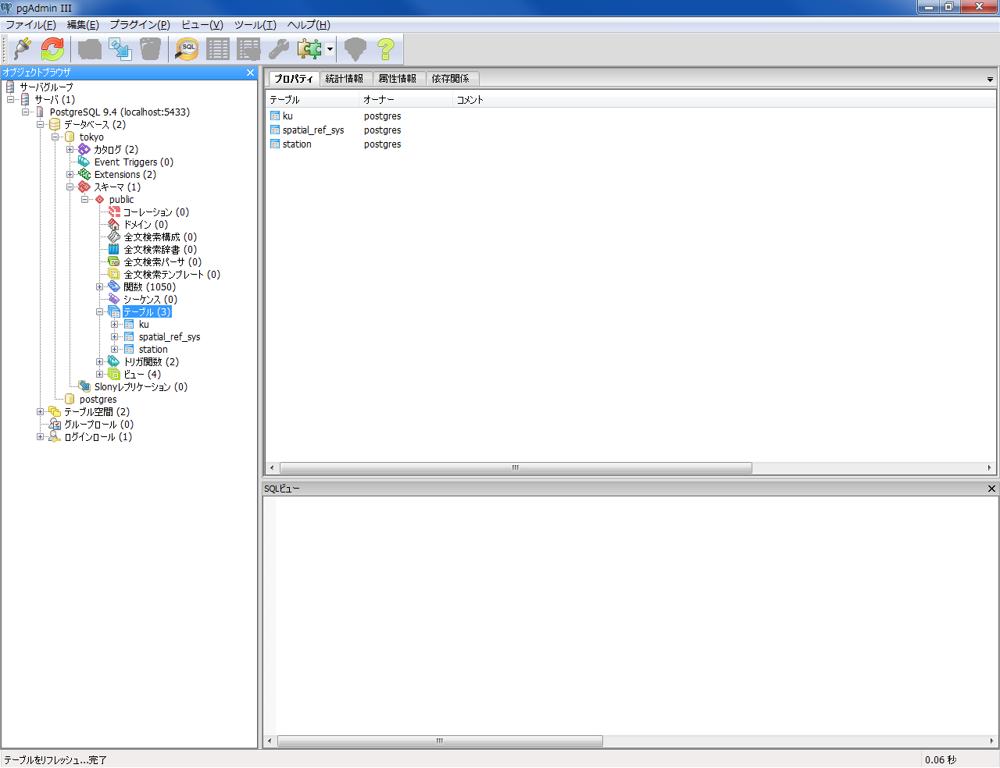 pgAdmin III
ファイル(F) 編集(E) プラグイン(P) ビュー(V) ツール(T) ヘルプ(H)
SQL
オブジェクトブラウザ
サーバグループ
サーバ (1)
PostgreSQL 9.4 (localhost:5433)
データベース (2)
tokyo
カタログ (2)
Event Triggers (0)
Extensions (2)
スキーマ (1)
public
コーレーション (0)
ドメイン (0)
全文検索構成 (0)
全文検索辞書 (0)
全文検索パーサ (0)
全文検索テンプレート (0)
関数 (1050)
シーケンス (0)
テーブル (3)
ku
spatial_ref_sys
station
トリガ関数 (2)
ビュー (4)
Slonyレプリケーション (0)
postgres
テーブル空間 (2)
グループロール (0)
ログインロール (1)
プロパティ 統計情報 属性情報 依存関係
テーブル オーナー コメント
ku postgres
spatial_ref_sys postgres
station postgres
SQLビュー
テーブルをリフレッシュ...完了 0.06 秒